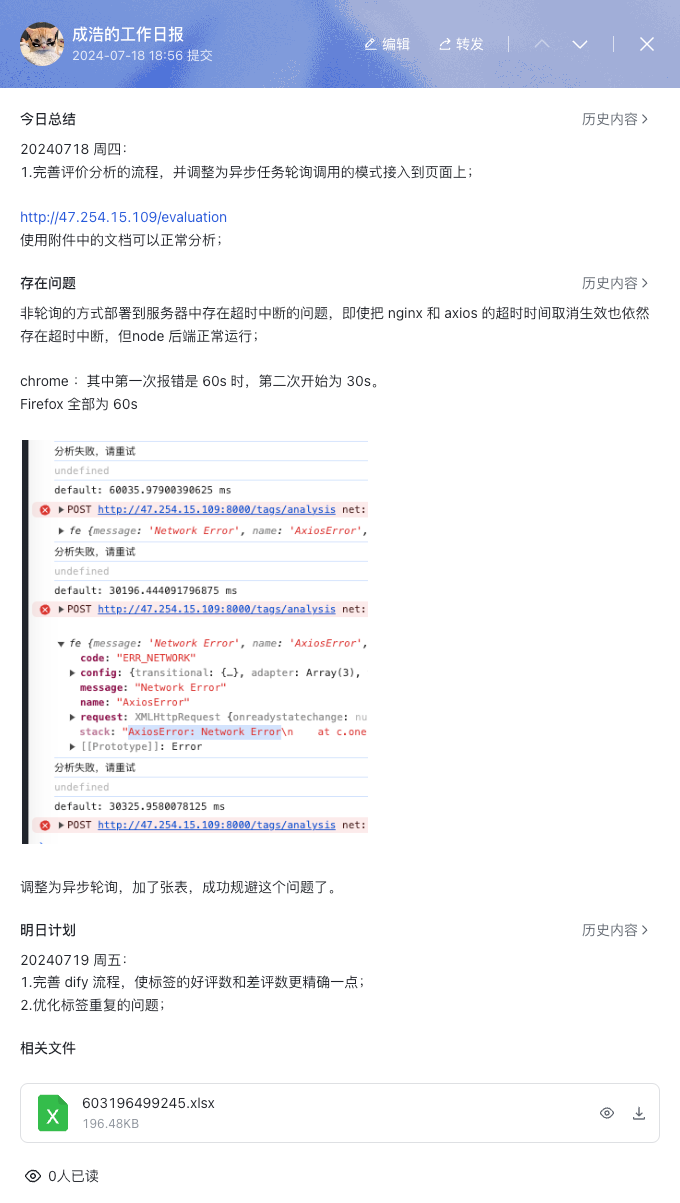 成浩的工作日报
2024-07-18 18:56 提交
编辑
转发
今日总结
历史内容
20240718 周四：
1.完善评价分析的流程，并调整为异步任务轮询调用的模式接入到页面上；
http://47.254.15.109/evaluation
使用附件中的文档可以正常分析；
存在问题
历史内容
非轮询的方式部署到服务器中存在超时中断的问题，即使把 nginx 和 axios 的超时时间取消生效也依然
存在超时中断，但node 后端正常运行；
chrome ：其中第一次报错是 60s 时，第二次开始为 30s。
Firefox 全部为 60s
分析失败，请重试
undefined
default: 60035.97900390625 ms
POST http://47.254.15.109:8000/tags/analysis net:
fe {message: 'Network Error', name: 'AxiosError',
分析失败，请重试
undefined
default: 30196.444091796875 ms
POST http://47.254.15.109:8000/tags/analysis net:
fe {message: 'Network Error', name: 'AxiosError',
code: "ERR_NETWORK"
config: {transitional: {…}, adapter: Array(3),
message: "Network Error"
name: "AxiosError"
request: XMLHttpRequest {onreadystatechange: nu
stack: "AxiosError: Network Error\n    at c.one
[[Prototype]]: Error
分析失败，请重试
undefined
default: 30325.9580078125 ms
POST http://47.254.15.109:8000/tags/analysis net:
调整为异步轮询，加了张表，成功规避这个问题了。
明日计划
历史内容
20240719 周五：
1.完善 dify 流程，使标签的好评数和差评数更精确一点；
2.优化标签重复的问题；
相关文件
X
603196499245.xlsx
196.48KB
0人已读